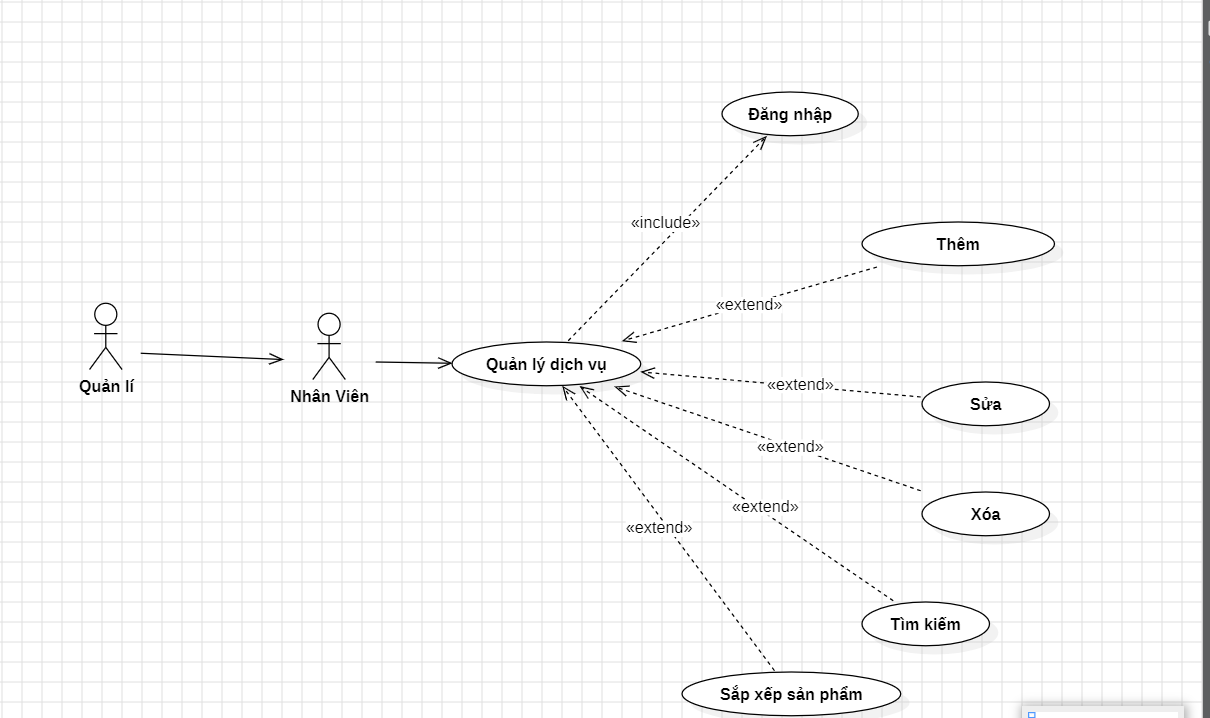 Đăng nhập
«include»
Thêm
«extend»
Quản lí
Nhân Viên
Quản lý dịch vụ
«extend»
Sửa
«extend»
Xóa
«extend»
«extend»
Tìm kiếm
Sắp xếp sản phẩm